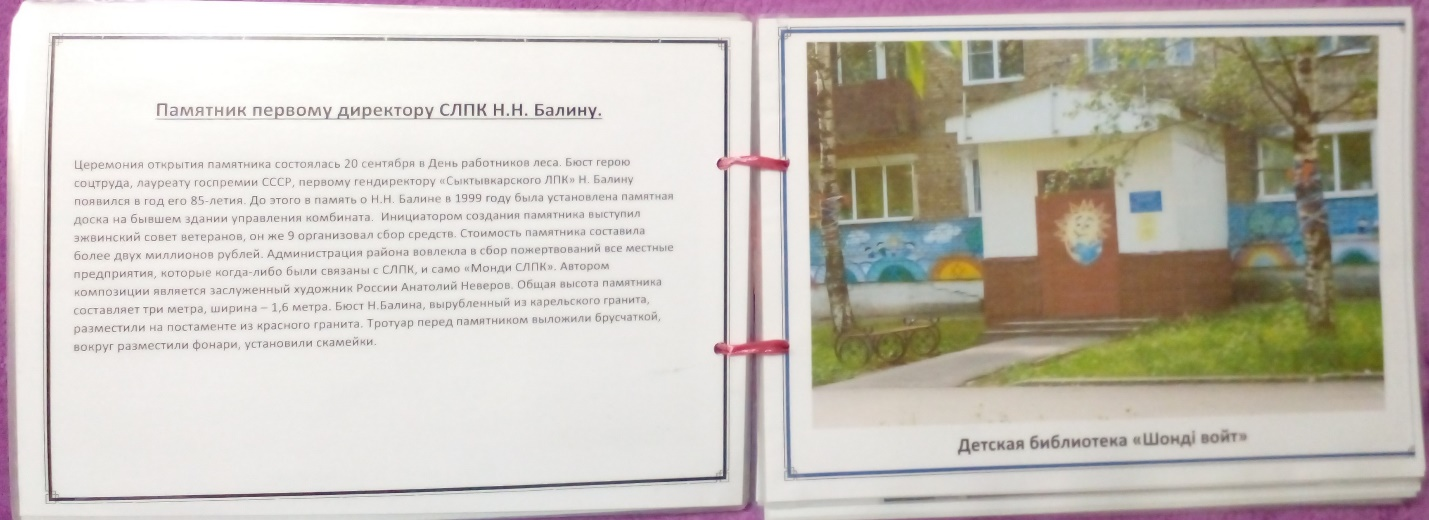 Памятник первому директору СЛПК Н.Н. Балину.
Церемония открытия памятника состоялась 20 сентября в День работников леса. Бюст герою
соцтруда, лауреату госпремии СССР, первому гендиректору «Сыктывкарского ЛПК» Н. Балину
появился в год его 85-летия. До этого в память о Н.Н. Балине в 1999 году была установлена памятная
доска на бывшем здании управления комбината. Инициатором создания памятника выступил
эжвинский совет ветеранов, он же 9 организовал сбор средств. Стоимость памятника составила
более двух миллионов рублей. Администрация района вовлекла в сбор пожертвований все местные
предприятия, которые когда-либо были связаны с СЛПК, и само «Монди СЛПК». Автором
композиции является заслуженный художник России Анатолий Неверов. Общая высота памятника
составляет три метра, ширина – 1,6 метра. Бюст Н.Балина, вырубленный из карельского гранита,
разместили на постаменте из красного гранита. Тротуар перед памятником выложили брусчаткой,
вокруг разместили фонари, установили скамейки.
Детская библиотека «Шонді войт»